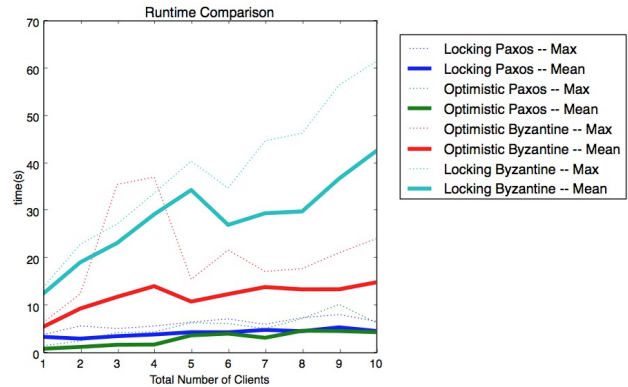 Runtime Comparison
70
60
50
40
30
20
10
0
time(s)
1 2 3 4 5 6 7 8 9 10
Total Number of Clients
Locking Paxos -- Max
Locking Paxos -- Mean
Optimistic Paxos -- Max
Optimistic Paxos -- Mean
Optimistic Byzantine -- Max
Optimistic Byzantine -- Mean
Locking Byzantine -- Max
Locking Byzantine -- Mean